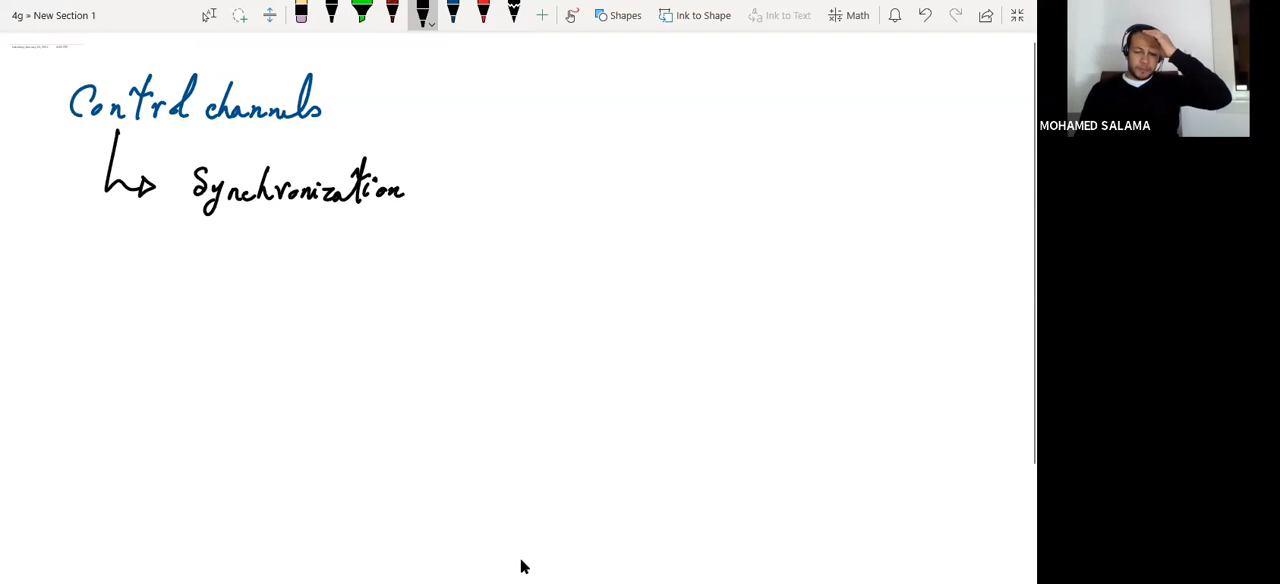 4g » New Section 1
Shapes
Ink to Shape
Ink to Text
Math
MOHAMED SALAMA
Control channels
Synchronization